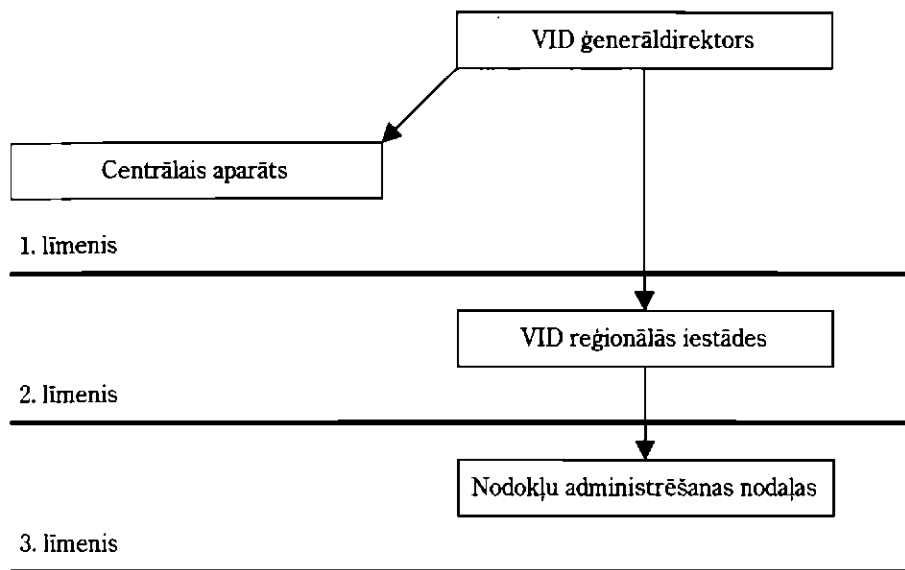 VID ģenerāldirektors
Centrālais aparāts
1. līmenis
VID reģionālās iestādes
2. līmenis
Nodokļu administrēšanas nodaļas
3. līmenis